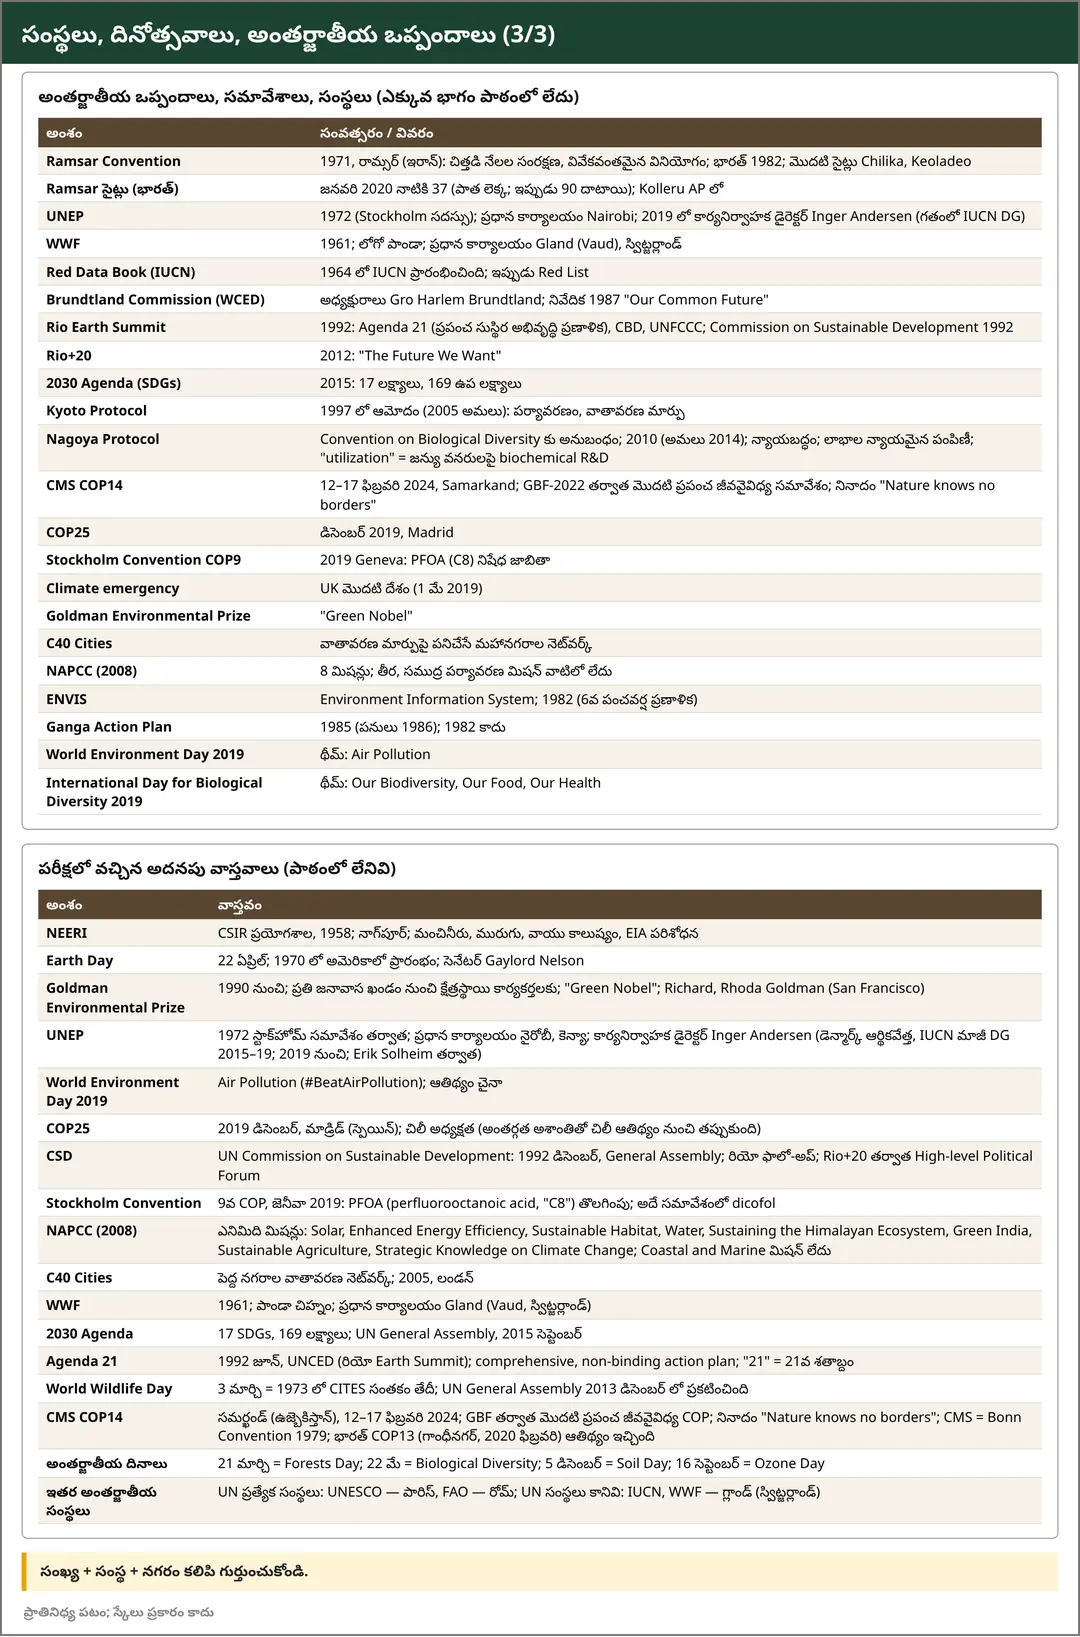 సంస్థలు, దినోత్సవాలు, అంతర్జాతీయ ఒప్పందాలు (3/3)
అంతర్జాతీయ ఒప్పందాలు, సమావేశాలు, సంస్థలు (ఎక్కువ భాగం పాఠంలో లేదు)
అంశం సంవత్సరం / వివరం
Ramsar Convention 1971, రామ్సర్ (ఇరాన్): చిత్తడి నేలల సంరక్షణ, వివేకవంతమైన వినియోగం; భారత్ 1982; మొదటి సైట్లు Chilika, Keoladeo
Ramsar సైట్లు (భారత్) జనవరి 2020 నాటికి 37 (పాత లెక్క; ఇప్పుడు 90 దాటాయి); Kolleru AP లో
UNEP 1972 (Stockholm సదస్సు); ప్రధాన కార్యాలయం Nairobi; 2019 లో కార్యనిర్వాహక డైరెక్టర్ Inger Andersen (గతంలో IUCN DG)
WWF 1961; లోగో పాండా; ప్రధాన కార్యాలయం Gland (Vaud), స్విట్జర్లాండ్
Red Data Book (IUCN) 1964 లో IUCN ప్రారంభించింది; ఇప్పుడు Red List
Brundtland Commission (WCED) అధ్యక్షురాలు Gro Harlem Brundtland; నివేదిక 1987 "Our Common Future"
Rio Earth Summit 1992: Agenda 21 (ప్రపంచ సుస్థిర అభివృద్ధి ప్రణాళిక), CBD, UNFCCC; Commission on Sustainable Development 1992
Rio+20 2012: "The Future We Want"
2030 Agenda (SDGs) 2015: 17 లక్ష్యాలు, 169 ఉప లక్ష్యాలు
Kyoto Protocol 1997 లో ఆమోదం (2005 అమలు): పర్యావరణం, వాతావరణ మార్పు
Nagoya Protocol Convention on Biological Diversity కు అనుబంధం; 2010 (అమలు 2014); న్యాయబద్ధం; లాభాల న్యాయమైన పంపిణీ;
"utilization" = జన్యు వనరులపై biochemical R&D
CMS COP14 12–17 ఫిబ్రవరి 2024, Samarkand; GBF-2022 తర్వాత మొదటి ప్రపంచ జీవవైవిధ్య సమావేశం; నినాదం "Nature knows no
borders"
COP25 డిసెంబర్ 2019, Madrid
Stockholm Convention COP9 2019 Geneva: PFOA (C8) నిషేధ జాబితా
Climate emergency UK మొదటి దేశం (1 మే 2019)
Goldman Environmental Prize "Green Nobel"
C40 Cities వాతావరణ మార్పుపై పనిచేసే మహానగరాల నెట్‌వర్క్
NAPCC (2008) 8 మిషన్లు; తీర, సముద్ర పర్యావరణ మిషన్ వాటిలో లేదు
ENVIS Environment Information System; 1982 (6వ పంచవర్ష ప్రణాళిక)
Ganga Action Plan 1985 (పనులు 1986); 1982 కాదు
World Environment Day 2019 థీమ్: Air Pollution
International Day for Biological థీమ్: Our Biodiversity, Our Food, Our Health
Diversity 2019
పరీక్షలో వచ్చిన అదనపు వాస్తవాలు (పాఠంలో లేనివి)
అంశం వాస్తవం
NEERI CSIR ప్రయోగశాల, 1958; నాగ్‌పూర్; మంచినీరు, మురుగు, వాయు కాలుష్యం, EIA పరిశోధన
Earth Day 22 ఏప్రిల్; 1970 లో అమెరికాలో ప్రారంభం; సెనేటర్ Gaylord Nelson
Goldman 1990 నుంచి; ప్రతి జనావాస ఖండం నుంచి క్షేత్రస్థాయి కార్యకర్తలకు; "Green Nobel"; Richard, Rhoda Goldman (San Francisco)
Environmental Prize
UNEP 1972 స్టాక్‌హోమ్ సమావేశం తర్వాత; ప్రధాన కార్యాలయం నైరోబీ, కెన్యా; కార్యనిర్వాహక డైరెక్టర్ Inger Andersen (డెన్మార్క్ ఆర్థికవేత్త, IUCN మాజీ DG
2015–19; 2019 నుంచి; Erik Solheim తర్వాత)
World Environment Air Pollution (#BeatAirPollution); ఆతిథ్యం చైనా
Day 2019
COP25 2019 డిసెంబర్, మాడ్రిడ్ (స్పెయిన్); చిలీ అధ్యక్షత (అంతర్గత అశాంతితో చిలీ ఆతిథ్యం నుంచి తప్పుకుంది)
CSD UN Commission on Sustainable Development: 1992 డిసెంబర్, General Assembly; రియో ఫాలో-అప్; Rio+20 తర్వాత High-level Political
Forum
Stockholm Convention 9వ COP, జెనీవా 2019: PFOA (perfluorooctanoic acid, "C8") తొలగింపు; అదే సమావేశంలో dicofol
NAPCC (2008) ఎనిమిది మిషన్లు: Solar, Enhanced Energy Efficiency, Sustainable Habitat, Water, Sustaining the Himalayan Ecosystem, Green India,
Sustainable Agriculture, Strategic Knowledge on Climate Change; Coastal and Marine మిషన్ లేదు
C40 Cities పెద్ద నగరాల వాతావరణ నెట్‌వర్క్; 2005, లండన్
WWF 1961; పాండా చిహ్నం; ప్రధాన కార్యాలయం Gland (Vaud, స్విట్జర్లాండ్)
2030 Agenda 17 SDGs, 169 లక్ష్యాలు; UN General Assembly, 2015 సెప్టెంబర్
Agenda 21 1992 జూన్, UNCED (రియో Earth Summit); comprehensive, non-binding action plan; "21" = 21వ శతాబ్దం
World Wildlife Day 3 మార్చి = 1973 లో CITES సంతకం తేదీ; UN General Assembly 2013 డిసెంబర్ లో ప్రకటించింది
CMS COP14 సమర్ఖండ్ (ఉజ్బెకిస్తాన్), 12–17 ఫిబ్రవరి 2024; GBF తర్వాత మొదటి ప్రపంచ జీవవైవిధ్య COP; నినాదం "Nature knows no borders"; CMS = Bonn
Convention 1979; భారత్ COP13 (గాంధీనగర్, 2020 ఫిబ్రవరి) ఆతిథ్యం ఇచ్చింది
అంతర్జాతీయ దినాలు 21 మార్చి = Forests Day; 22 మే = Biological Diversity; 5 డిసెంబర్ = Soil Day; 16 సెప్టెంబర్ = Ozone Day
ఇతర అంతర్జాతీయ UN ప్రత్యేక సంస్థలు: UNESCO — పారిస్, FAO — రోమ్; UN సంస్థలు కానివి: IUCN, WWF — గ్లాండ్ (స్విట్జర్లాండ్)
సంస్థలు
సంఖ్య + సంస్థ + నగరం కలిపి గుర్తుంచుకోండి.
ప్రాతినిధ్య పటం; స్కేలు ప్రకారం కాదు